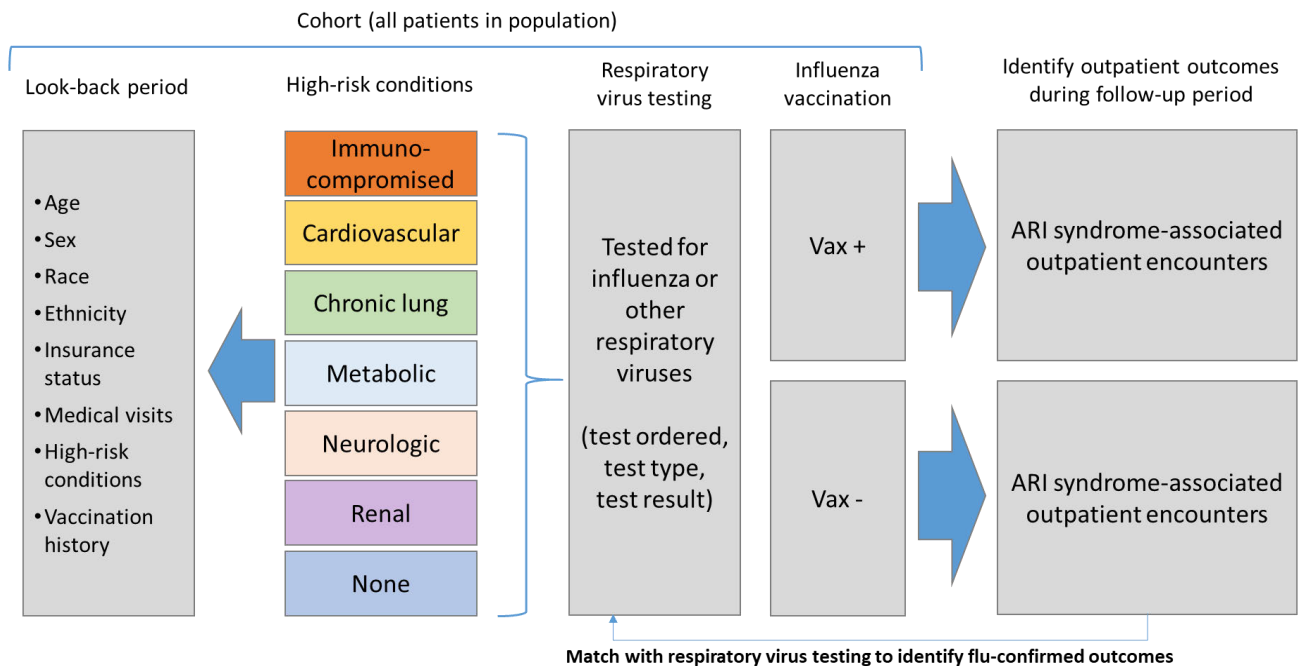 Cohort (all patients in population)
Look-back period
• Age
• Sex
• Race
• Ethnicity
• Insurance
status
• Medical visits
• High-risk
conditions
• Vaccination
history
High-risk conditions
Immuno-
compromised
Cardiovascular
Chronic lung
Metabolic
Neurologic
Renal
None
Respiratory
virus testing
Tested for
influenza or
other
respiratory
viruses
(test ordered,
test type,
test result)
Influenza
vaccination
Vax +
Vax -
Identify outpatient outcomes
during follow-up period
ARI syndrome-associated
outpatient encounters
ARI syndrome-associated
outpatient encounters
Match with respiratory virus testing to identify flu-confirmed outcomes